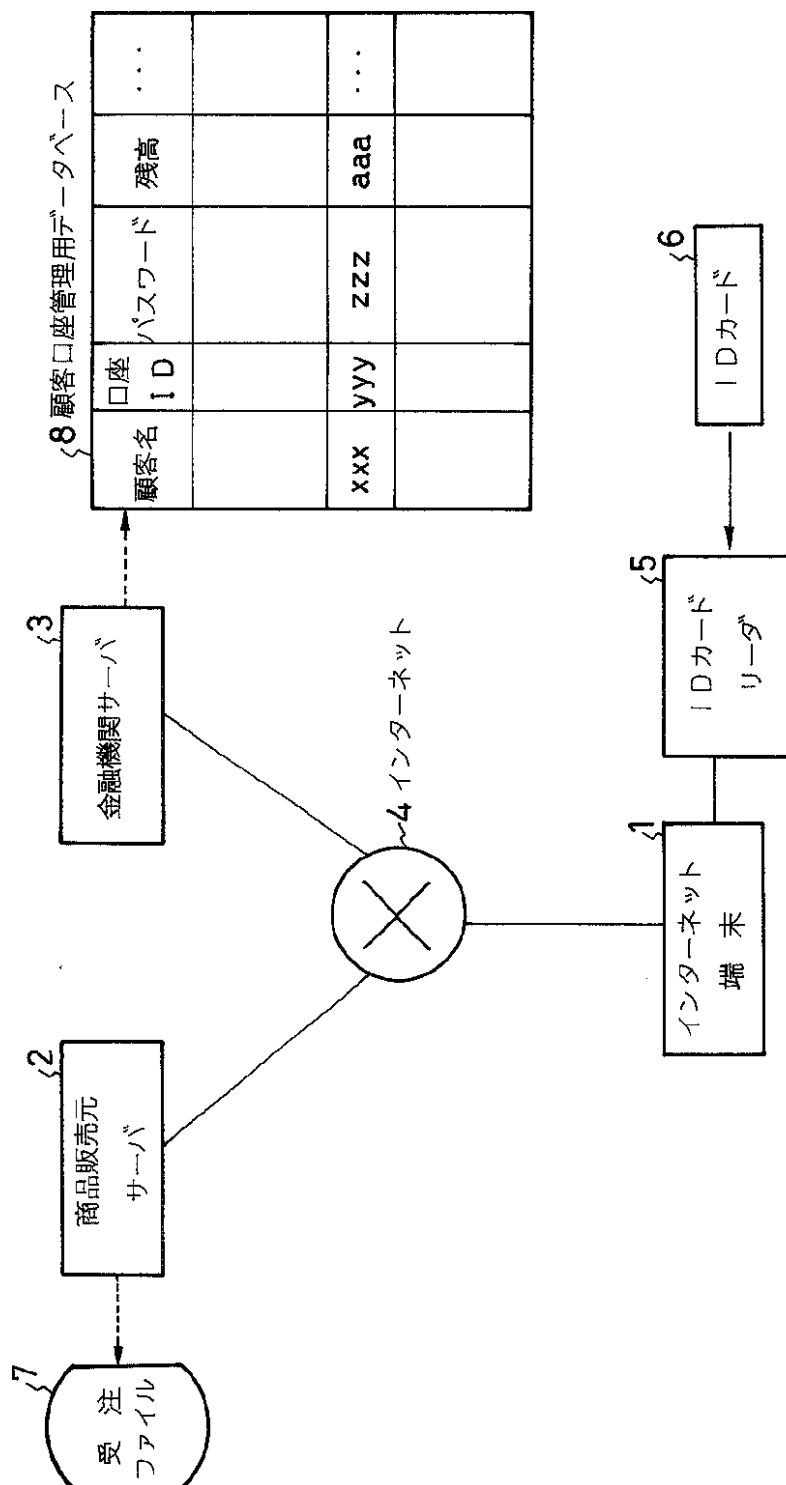 7
受注
ファイル
2
商品販売元
サーバ
3
金融機関サーバ
8 顧客口座管理用データベース
顧客名
口座
ID
パスワード
残高
...
xxx
yyy
zzz
aaa
...
4 インターネット
1
インターネット
端末
5
IDカード
リーダ
6
IDカード